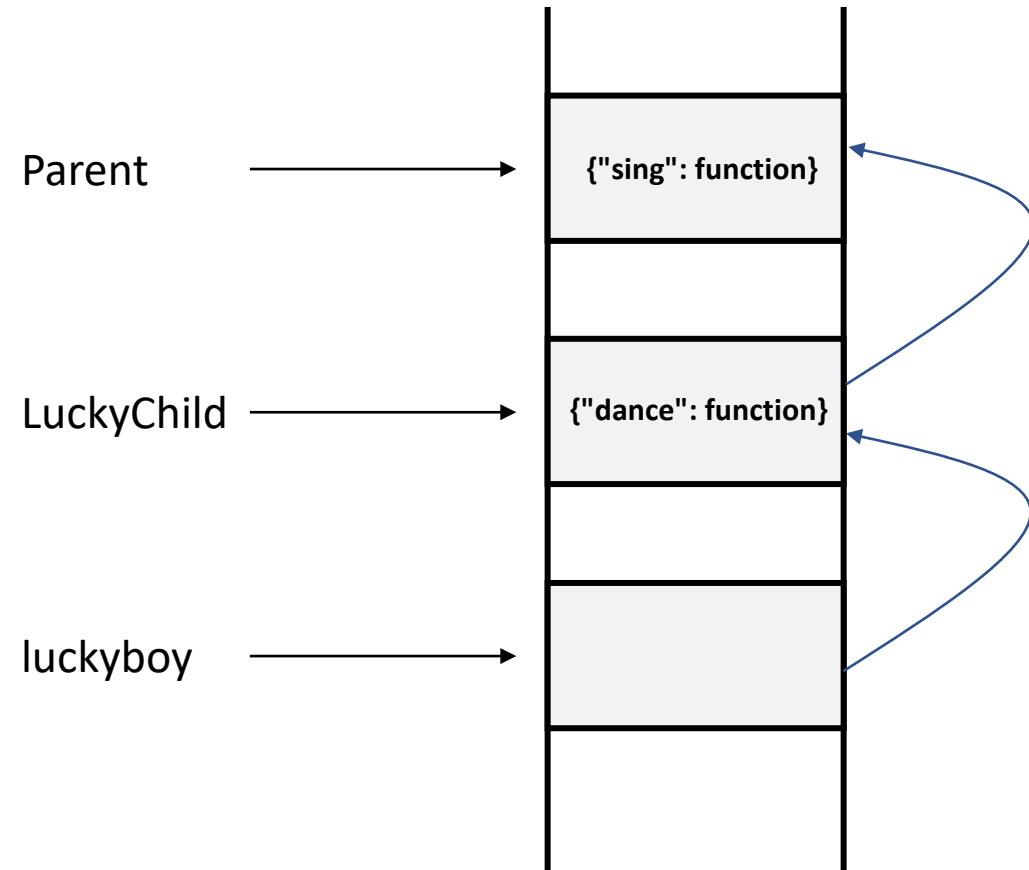 Parent
{"sing": function}
LuckyChild
{"dance": function}
luckyboy